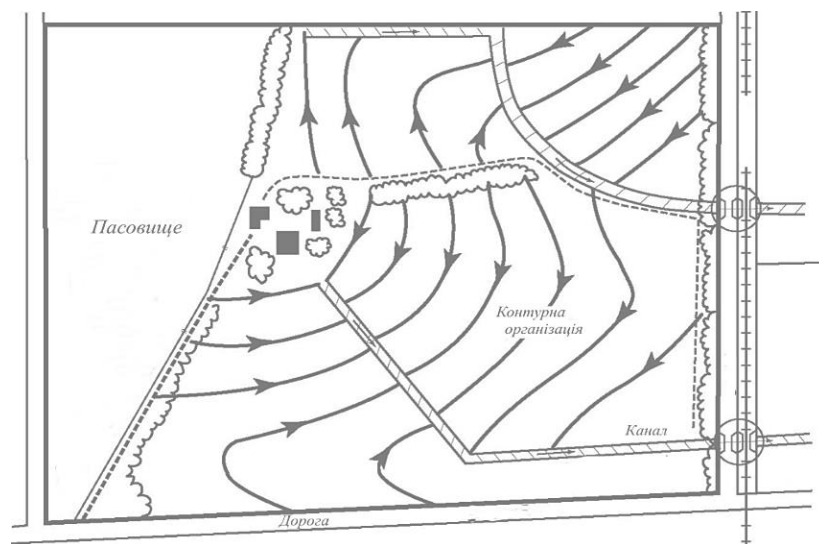 Пасовище
Контурна
організація
Канал
Дорога